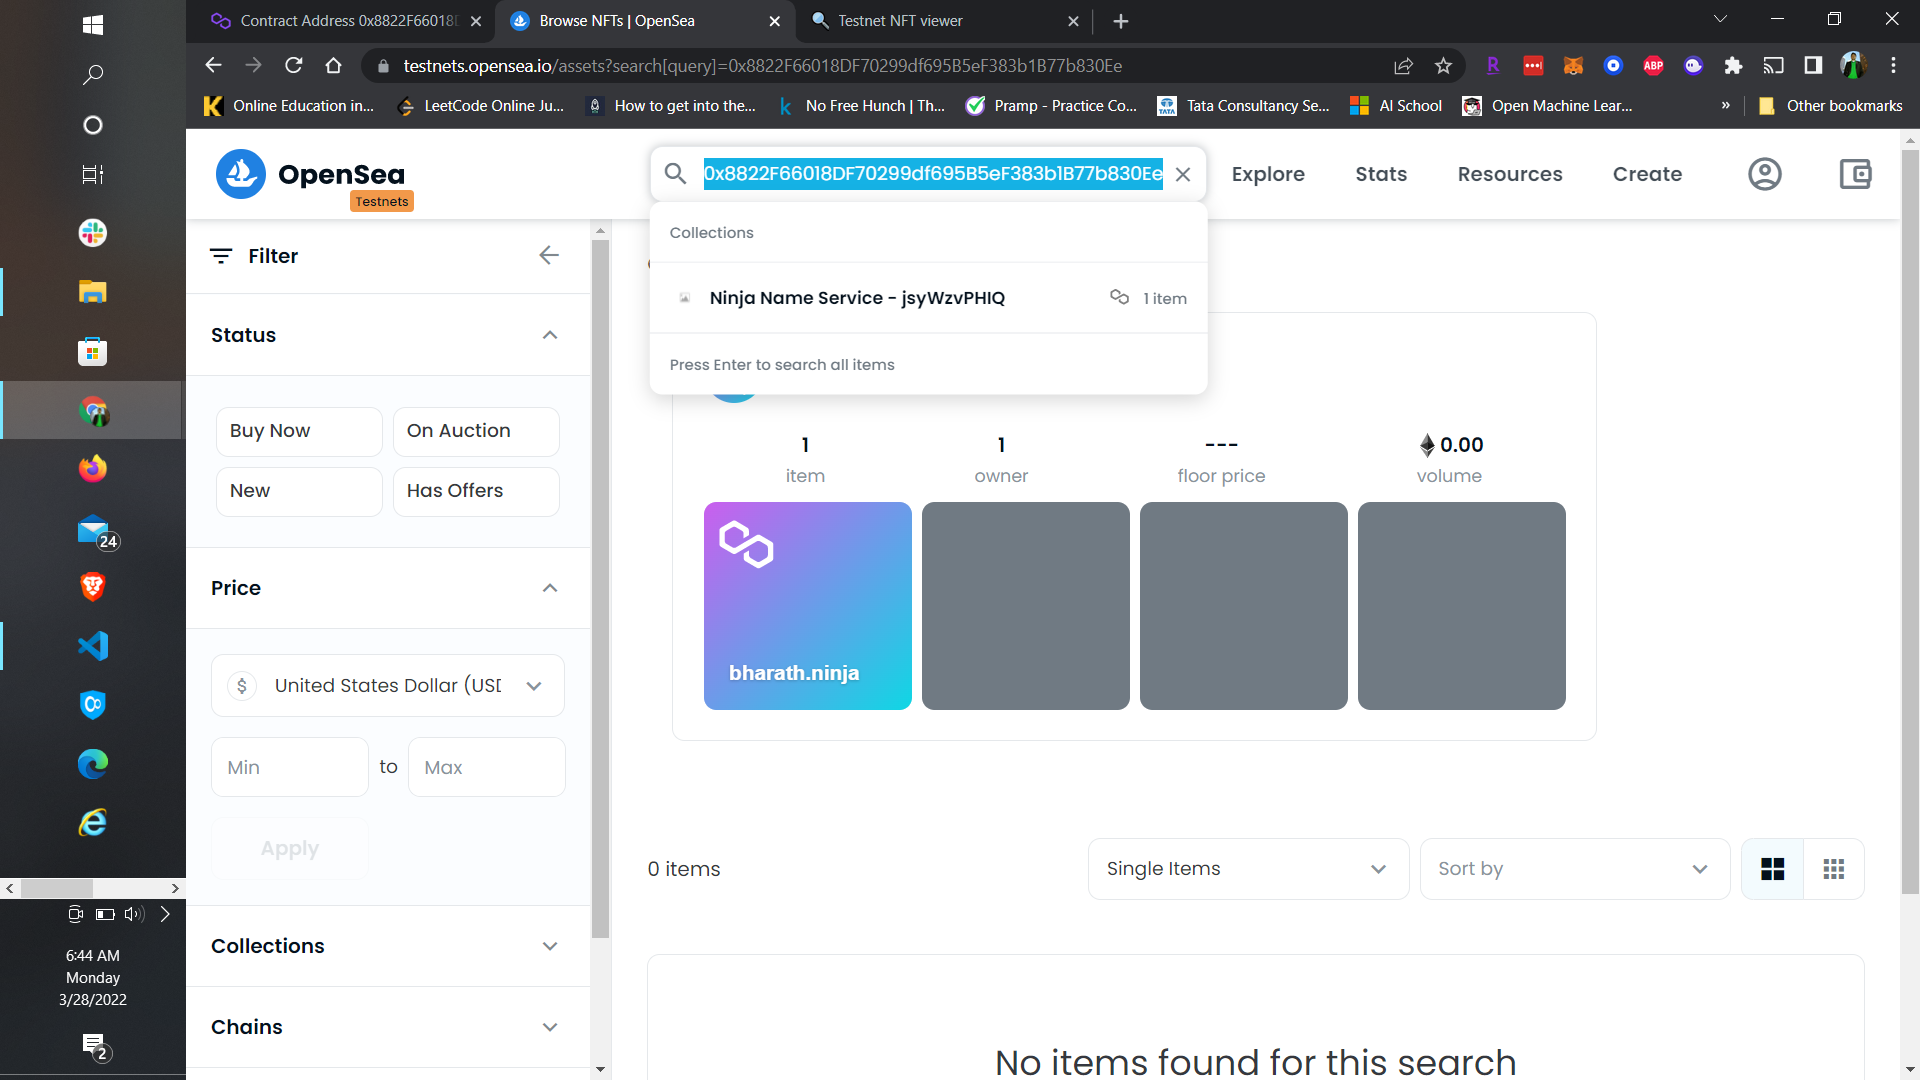 Contract Address 0x8822F66018D
Browse NFTs | OpenSea
Testnet NFT viewer
testnets.opensea.io/assets?search[query]=0x8822F66018DF70299df695B5eF383b1B77b830Ee
Online Education in...
LeetCode Online Ju...
How to get into the...
No Free Hunch | Th...
Pramp - Practice Co...
Tata Consultancy Se...
AI School
Open Machine Lear...
»
Other bookmarks
OpenSea
Testnets
0x8822F66018DF70299df695B5eF383b1B77b830Ee
Explore
Stats
Resources
Create
Collections
Ninja Name Service - jsyWzvPHIQ
1 item
Press Enter to search all items
Filter
Status
Buy Now
On Auction
New
Has Offers
Price
$
United States Dollar (USD
Min
to
Max
Apply
Collections
Chains
1
item
1
owner
---
floor price
0.00
volume
bharath.ninja
0 items
Single Items
Sort by
No items found for this search
24
6:44 AM
Monday
3/28/2022
2
ABP
TATA